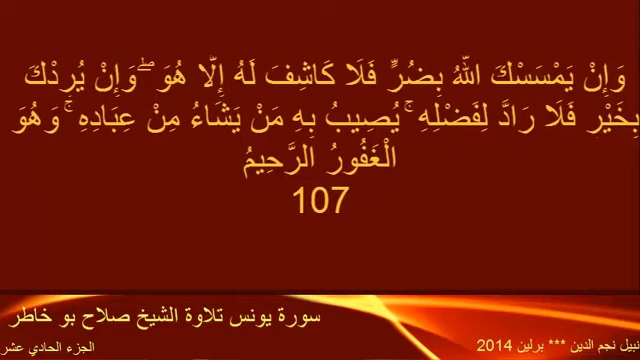 وَإِنْ يَمْسَسْكَ اللَّهُ بِضُرٍّ فَلَا كَاشِفَ لَهُ إِلَّا هُوَ ۖ وَإِنْ يُرِدْكَ
بِخَيْرٍ فَلَا رَادَّ لِفَضْلِهِ ۚ يُصِيبُ بِهِ مَنْ يَشَاءُ مِنْ عِبَادِهِ ۚ وَهُوَ
الْغَفُورُ الرَّحِيمُ
107
سورة يونس تلاوة الشيخ صلاح بو خاطر
نبيل نجم الدين *** برلين 2014
الجزء الحادي عشر